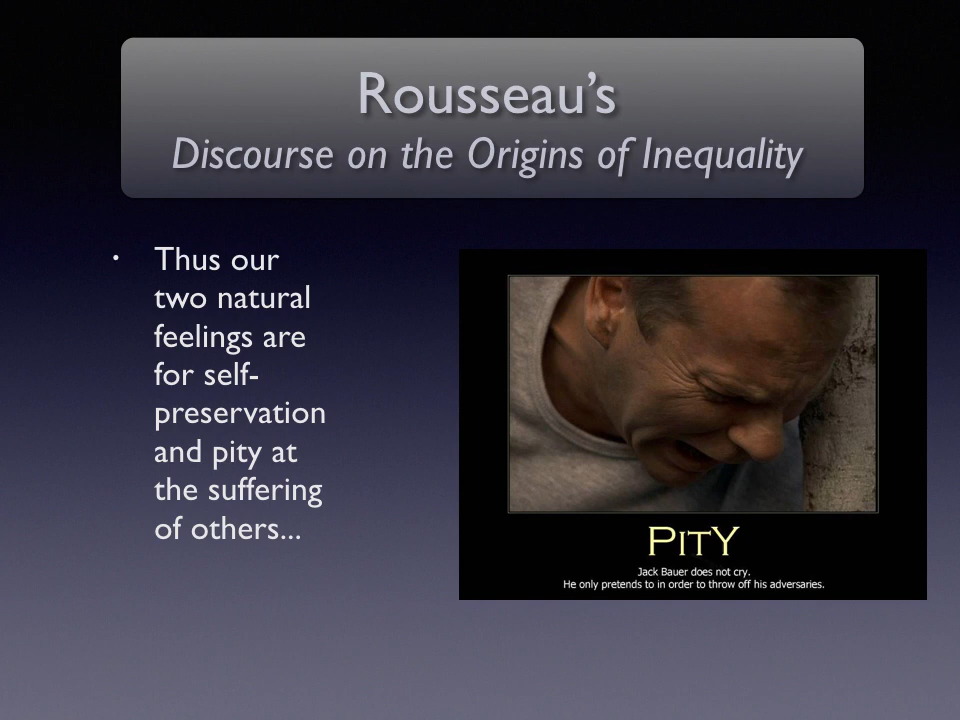 Rousseau’s
Discourse on the Origins of Inequality
• Thus our
two natural
feelings are
for self-
preservation
and pity at
the suffering
of others...
PITY
Jack Bauer does not cry.
He only pretends to in order to throw off his adversaries.